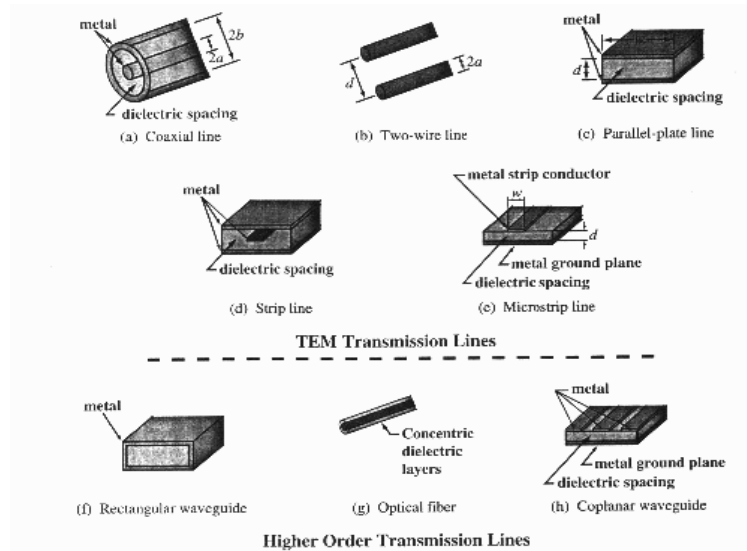 metal
2b
2a
dielectric spacing
(a) Coaxial line
d
2a
(b) Two-wire line
metal
d
dielectric spacing
(c) Parallel-plate line
metal
dielectric spacing
(d) Strip line
metal strip conductor
w
d
metal ground plane
dielectric spacing
(e) Microstrip line
TEM Transmission Lines
metal
(f) Rectangular waveguide
Concentric
dielectric
layers
(g) Optical fiber
metal
metal ground plane
dielectric spacing
(h) Coplanar waveguide
Higher Order Transmission Lines